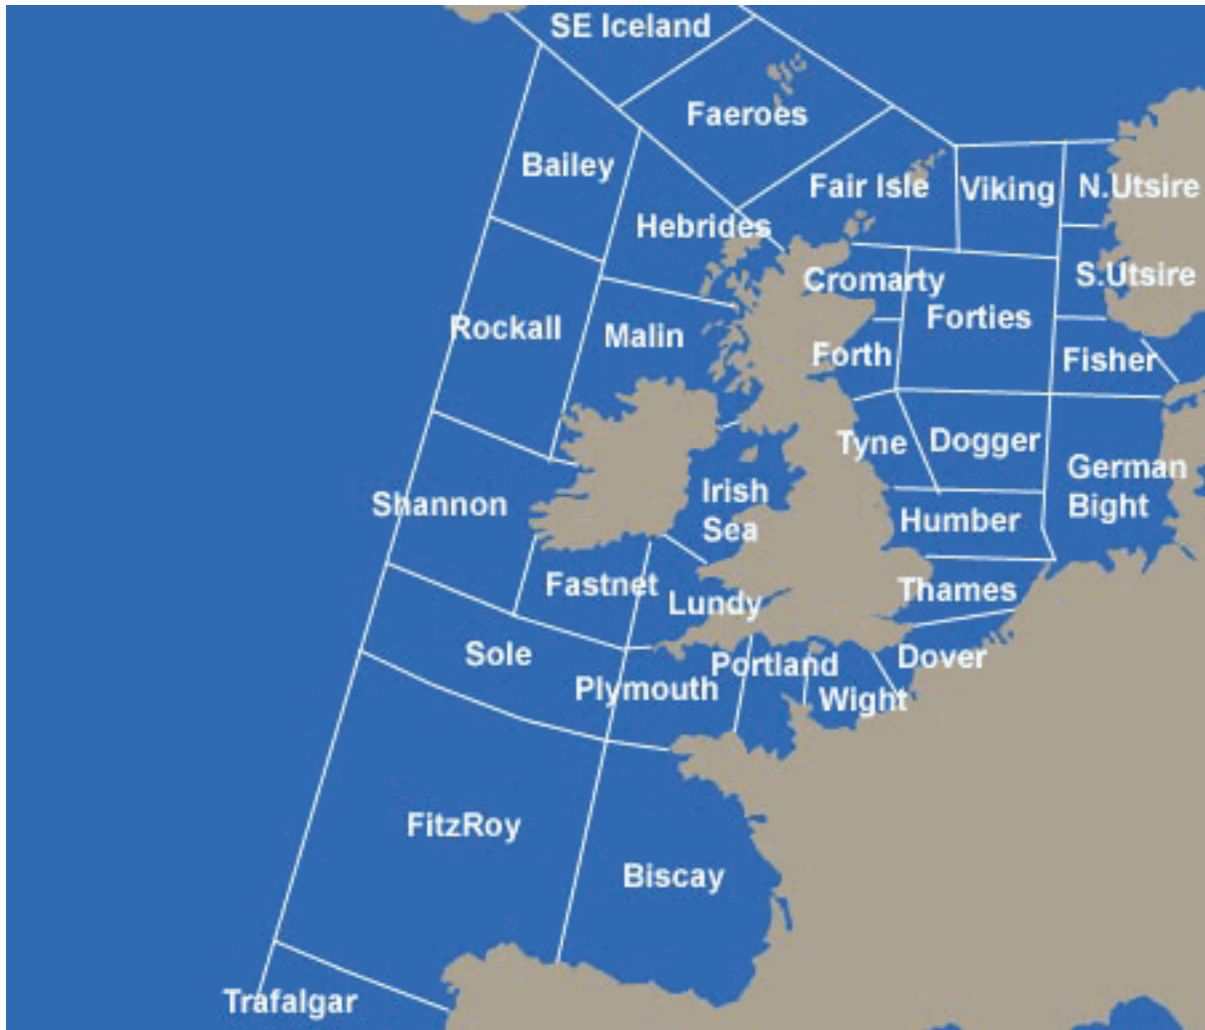 SE Iceland
Faeroes
Bailey
Fair Isle
Viking
N.Utsire
Hebrides
Cromarty
S.Utsire
Rockall
Malin
Forties
Forth
Fisher
Tyne
Dogger
German
Bight
Shannon
Irish
Sea
Humber
Fastnet
Lundy
Thames
Sole
Plymouth
Portland
Wight
Dover
FitzRoy
Biscay
Trafalgar